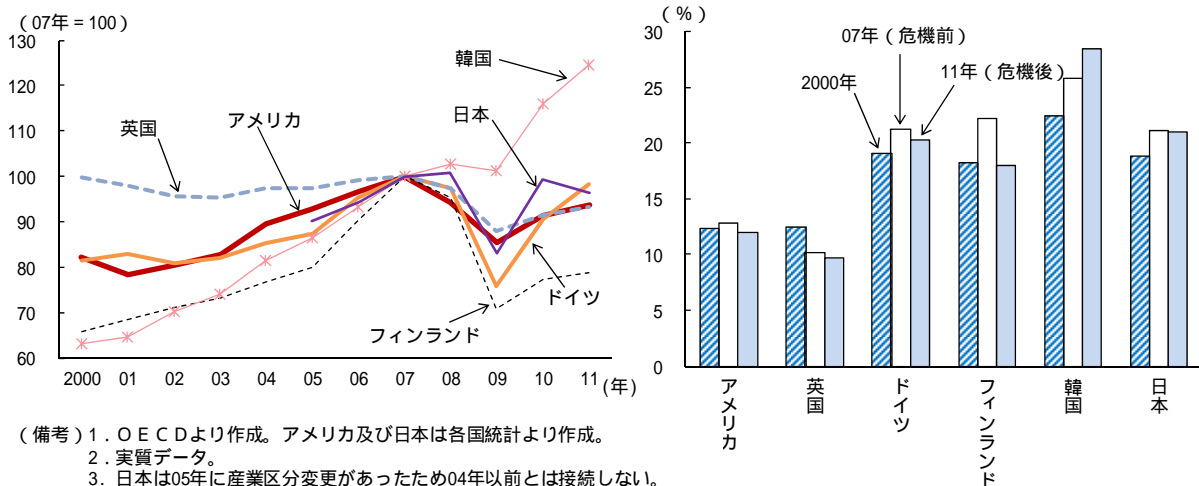 （07年＝100）
130
120
110
100
90
80
70
60
韓国
日本
アメリカ
英国
ドイツ
フィンランド
2000 01 02 03 04 05 06 07 08 09 10 11 (年)
（%）
30
25
20
15
10
5
0
07年（危機前）
2000年
11年（危機後）
アメリカ
英国
ドイツ
フィンランド
韓国
日本
（備考）1．ＯＥＣＤより作成。アメリカ及び日本は各国統計より作成。
2．実質データ。
3．日本は05年に産業区分変更があったため04年以前とは接続しない。